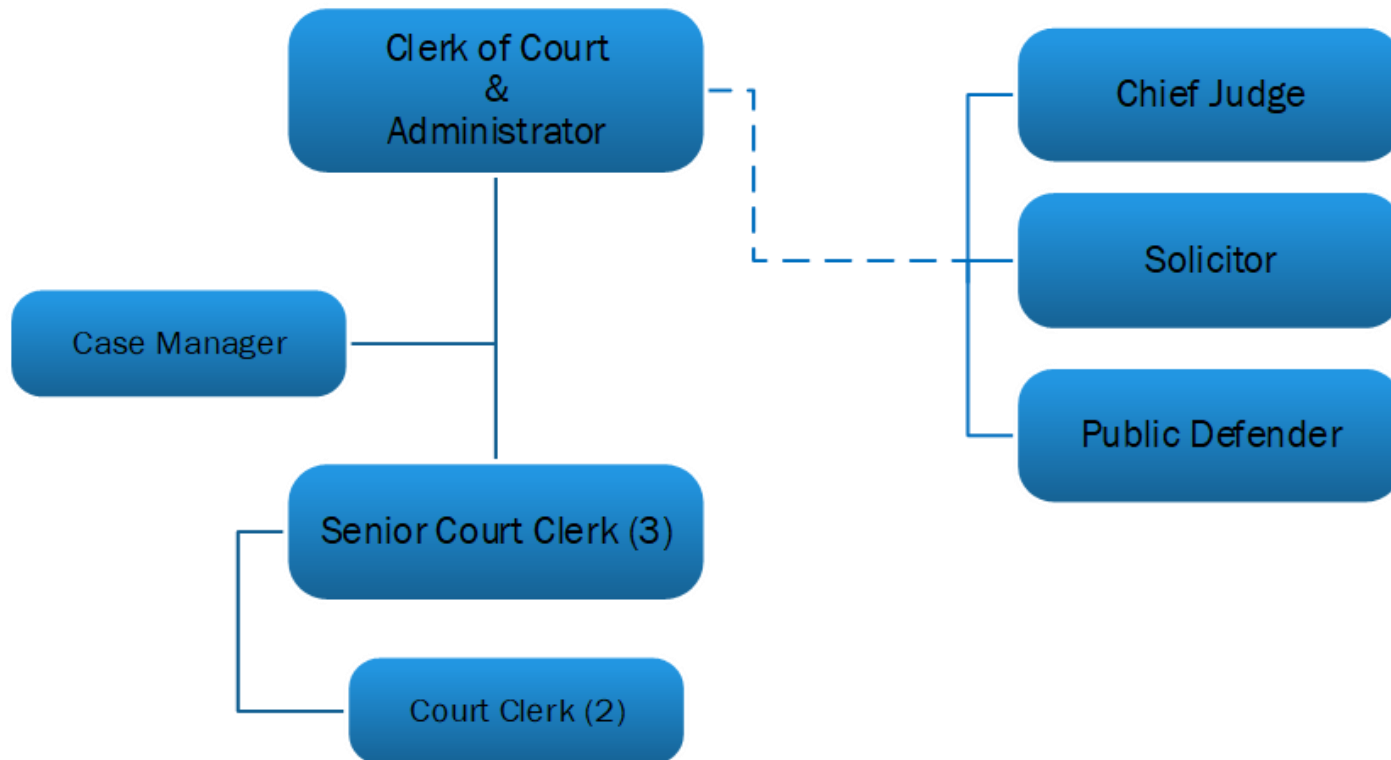 Clerk of Court
&
Administrator
Chief Judge
Solicitor
Case Manager
Public Defender
Senior Court Clerk (3)
Court Clerk (2)